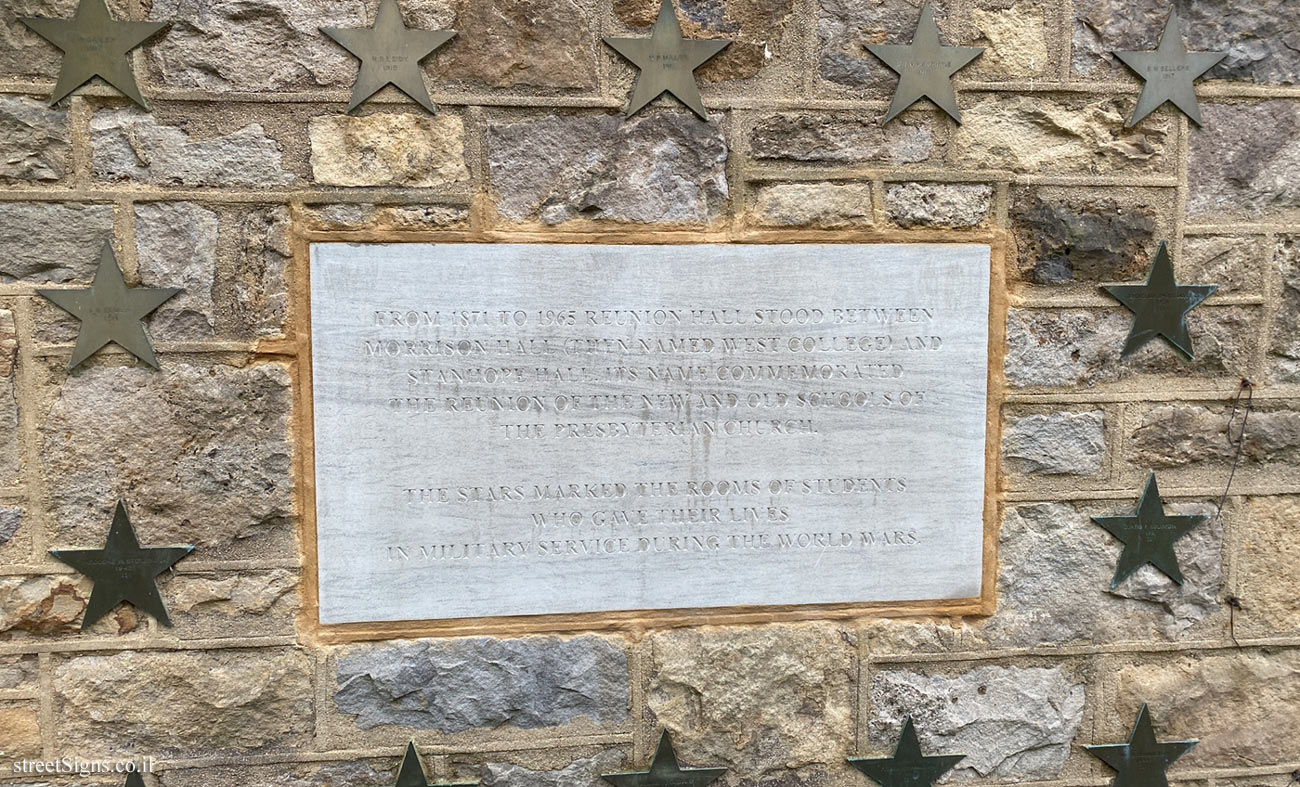 FROM 1871 TO 1965 REUNION HALL STOOD BETWEEN
MORRISON HALL (THEN NAMED WEST COLLEGE) AND
STANHOPE HALL. ITS NAME COMMEMORATED
THE REUNION OF THE NEW AND OLD SCHOOLS OF
THE PRESBYTERIAN CHURCH.
THE STARS MARKED THE ROOMS OF STUDENTS
WHO GAVE THEIR LIVES
IN MILITARY SERVICE DURING THE WORLD WARS.
streetSigns.co.il